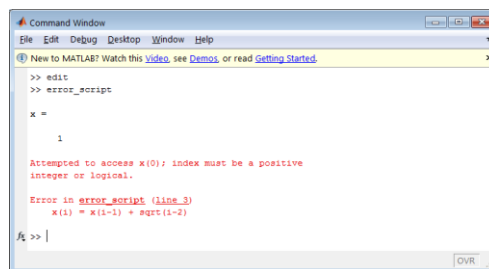 Command Window
File Edit Debug Desktop Window Help
New to MATLAB? Watch this Video, see Demos, or read Getting Started.
>> edit
>> error_script
x =
1
Attempted to access x(0); index must be a positive
integer or logical.
Error in error_script (line 3)
x(i) = x(i-1) + sqrt(i-2)
fx >>
OVR